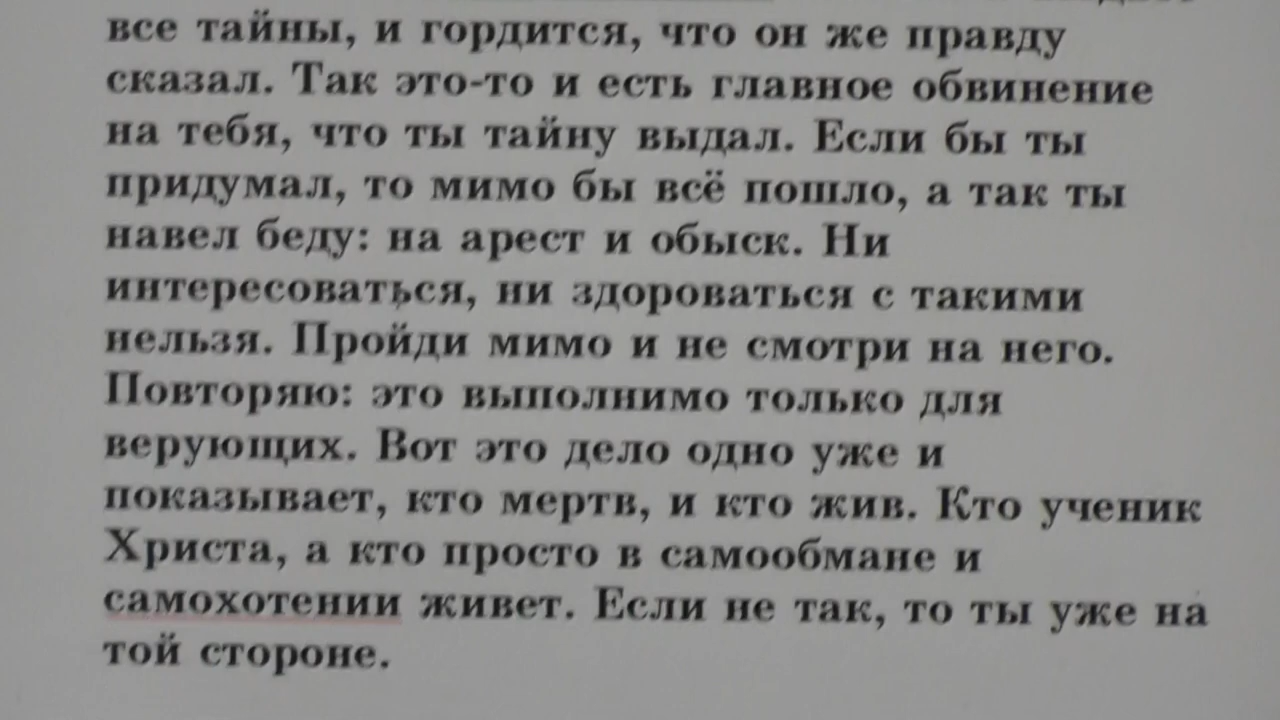 все тайны, и гордится, что он же правду
сказал. Так это-то и есть главное обвинение
на тебя, что ты тайну выдал. Если бы ты
придумал, то мимо бы всё пошло, а так ты
навел беду: на арест и обыск. Ни
интересоваться, ни здороваться с такими
нельзя. Пройди мимо и не смотри на него.
Повторяю: это выполнимо только для
верующих. Вот это дело одно уже и
показывает, кто мертв, и кто жив. Кто ученик
Христа, а кто просто в самообмане и
самохотении живет. Если не так, то ты уже на
той стороне.